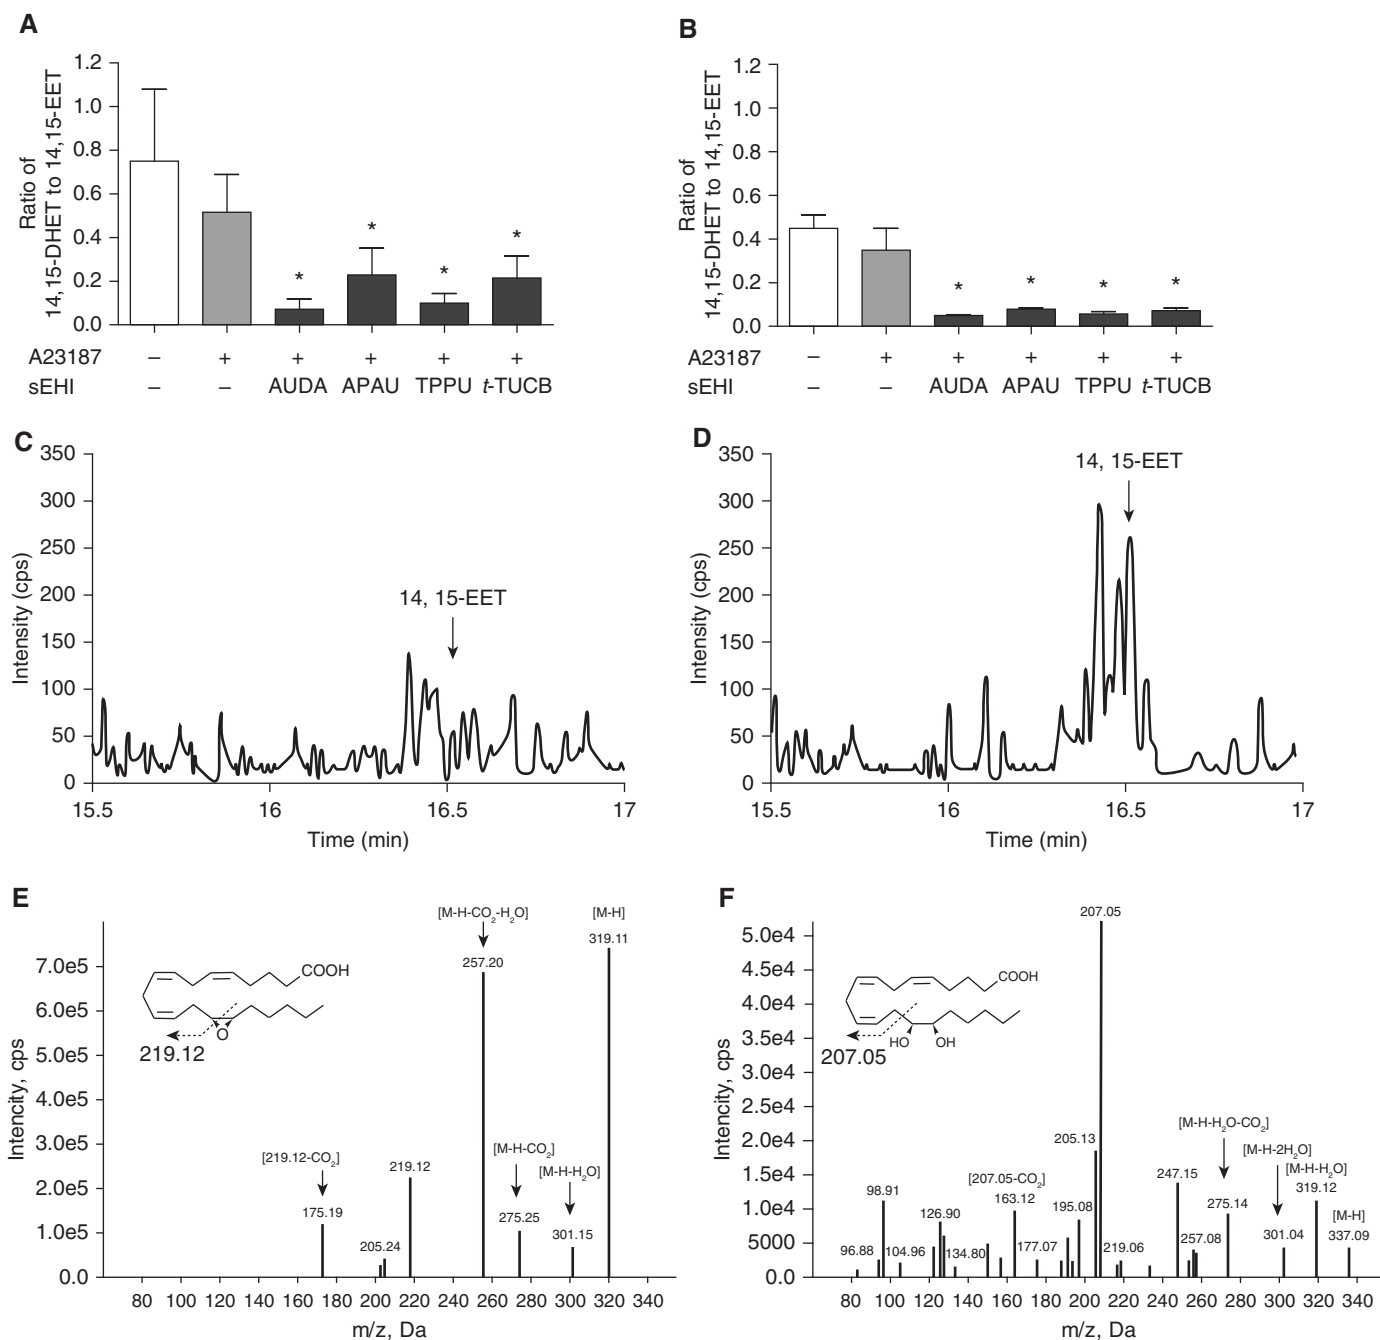 A
Ratio of
14,15-DHET to 14,15-EET
1.2
1.0
0.8
0.6
0.4
0.2
0.0
* * * *
A23187 – + + + + +
sEHI – – AUDA APAU TPPU t-TUCB
B
Ratio of
14,15-DHET to 14,15-EET
1.2
1.0
0.8
0.6
0.4
0.2
0.0
* * * *
A23187 – + + + + +
sEHI – – AUDA APAU TPPU t-TUCB
C
Intensity (cps)
350
300
250
200
150
100
50
0
14, 15-EET
15.5 16 16.5 17
Time (min)
D
Intensity (cps)
350
300
250
200
150
100
50
0
14, 15-EET
15.5 16 16.5 17
Time (min)
E
Intencity, cps
7.0e5
6.0e5
5.0e5
4.0e5
3.0e5
2.0e5
1.0e5
0.0
COOH
O
219.12
[M-H-CO2-H2O]
257.20
[M-H]
319.11
[219.12-CO2]
175.19
219.12
205.24
[M-H-CO2]
275.25
[M-H-H2O]
301.15
80 100 120 140 160 180 200 220 240 260 280 300 320 340
m/z, Da
F
Intencity, cps
5.0e4
4.5e4
4.0e4
3.5e4
3.0e4
2.5e4
2.0e4
1.5e4
1.0e4
5000
0.0
COOH
HO OH
207.05
207.05
205.13
[207.05-CO2]
163.12
195.08
98.91
126.90
96.88
104.96
134.80
177.07
219.06
247.15
257.08
[M-H-H2O-CO2]
275.14
[M-H-2H2O]
301.04
[M-H-H2O]
319.12
[M-H]
337.09
80 100 120 140 160 180 200 220 240 260 280 300 320 340
m/z, Da